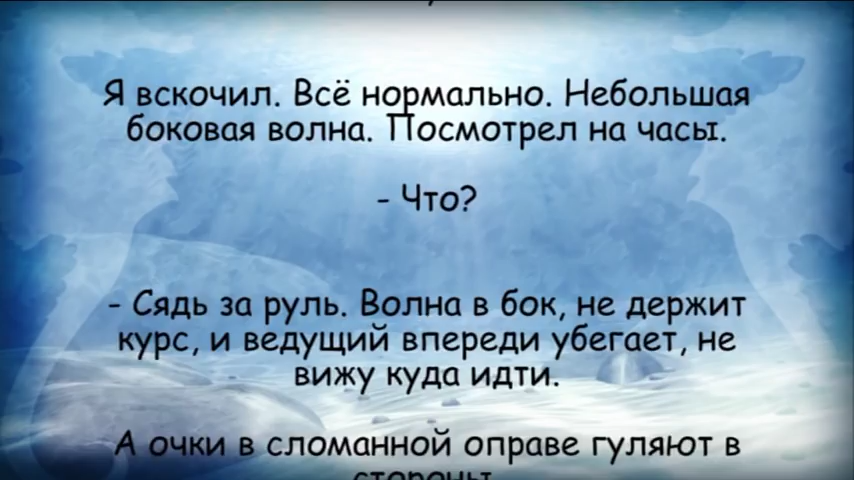 Я вскочил. Всё нормально. Небольшая
боковая волна. Посмотрел на часы.
- Что?
- Сядь за руль. Волна в бок, не держит
курс, и ведущий впереди убегает, не
вижу куда идти.
А очки в сломанной оправе гуляют в
стороны